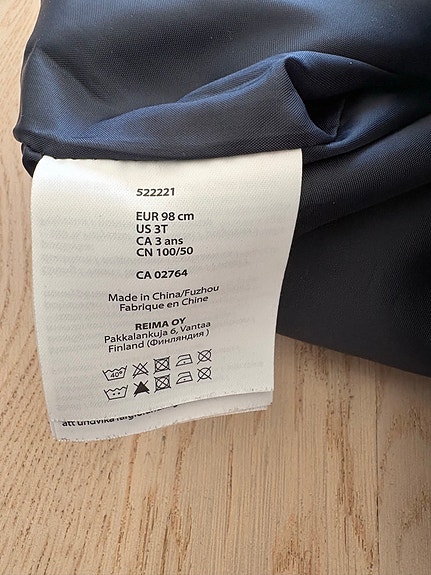 522221
EUR 98 cm
US 3T
CA 3 ans
CN 100/50
CA 02764
Made in China/Fuzhou
Fabrique en Chine
REIMA OY
Pakkalankuja 6, Vantaa
Finland (Финляндия )
40°
att undvika